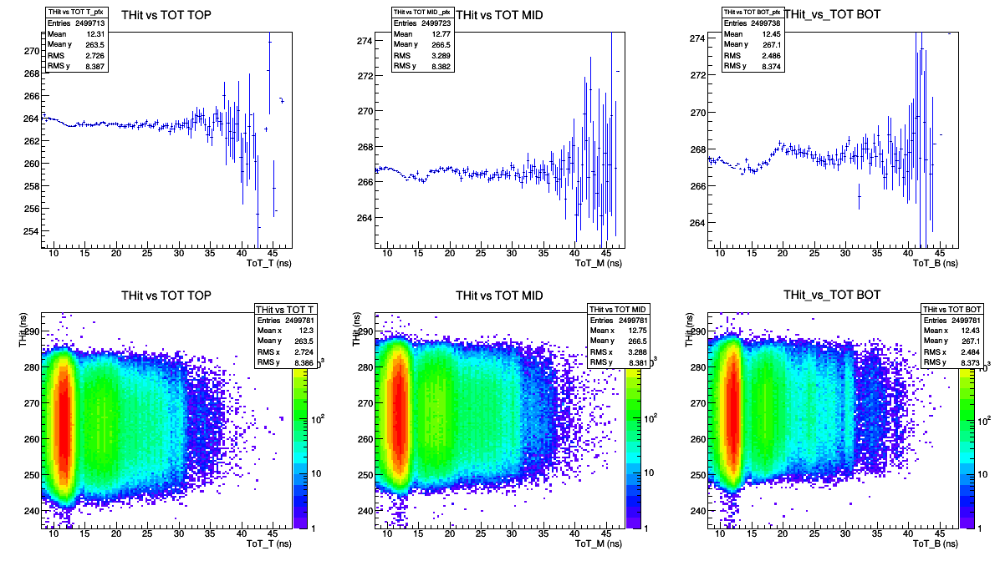 THit vs TOT TOP
THit vs TOT T_pfx
Entries 2499713
Mean 12.31
Mean y 263.5
RMS 2.726
RMS y 8.387
270
268
266
264
262
260
258
256
254
10 15 20 25 30 35 40 45
ToT_T (ns)
THit vs TOT MID
THit vs TOT MID _pfx
Entries 2499723
Mean 12.77
Mean y 266.5
RMS 3.289
RMS y 8.382
274
272
270
268
266
264
10 15 20 25 30 35 40 45
ToT_M (ns)
THit_vs_TOT BOT
THit vs TOT BOT_pfx
Entries 2499738
Mean 12.45
Mean y 267.1
RMS 2.486
RMS y 8.374
274
272
270
268
266
264
10 15 20 25 30 35 40 45
ToT_B (ns)
THit vs TOT TOP
THit vs TOT T
Entries 2499781
Mean x 12.3
Mean y 263.5
RMS x 2.724
RMS y 8.386
THit (ns)
290
280
270
260
250
240
10 15 20 25 30 35 40 45
ToT_T (ns)
10³
10²
10
1
THit vs TOT MID
THit vs TOT MID
Entries 2499781
Mean x 12.75
Mean y 266.5
RMS x 3.288
RMS y 8.381
THit (ns)
290
280
270
260
250
240
10 15 20 25 30 35 40 45
ToT_M (ns)
10³
10²
10
1
THit_vs_TOT BOT
THit vs TOT BOT
Entries 2499781
Mean x 12.43
Mean y 267.1
RMS x 2.484
RMS y 8.373
THit (ns)
290
280
270
260
250
240
10 15 20 25 30 35 40 45
ToT_B (ns)
10³
10²
10
1